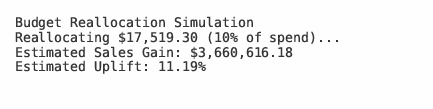 Budget Reallocation Simulation
Reallocating $17,519.30 (10% of spend)...
Estimated Sales Gain: $3,660,616.18
Estimated Uplift: 11.19%